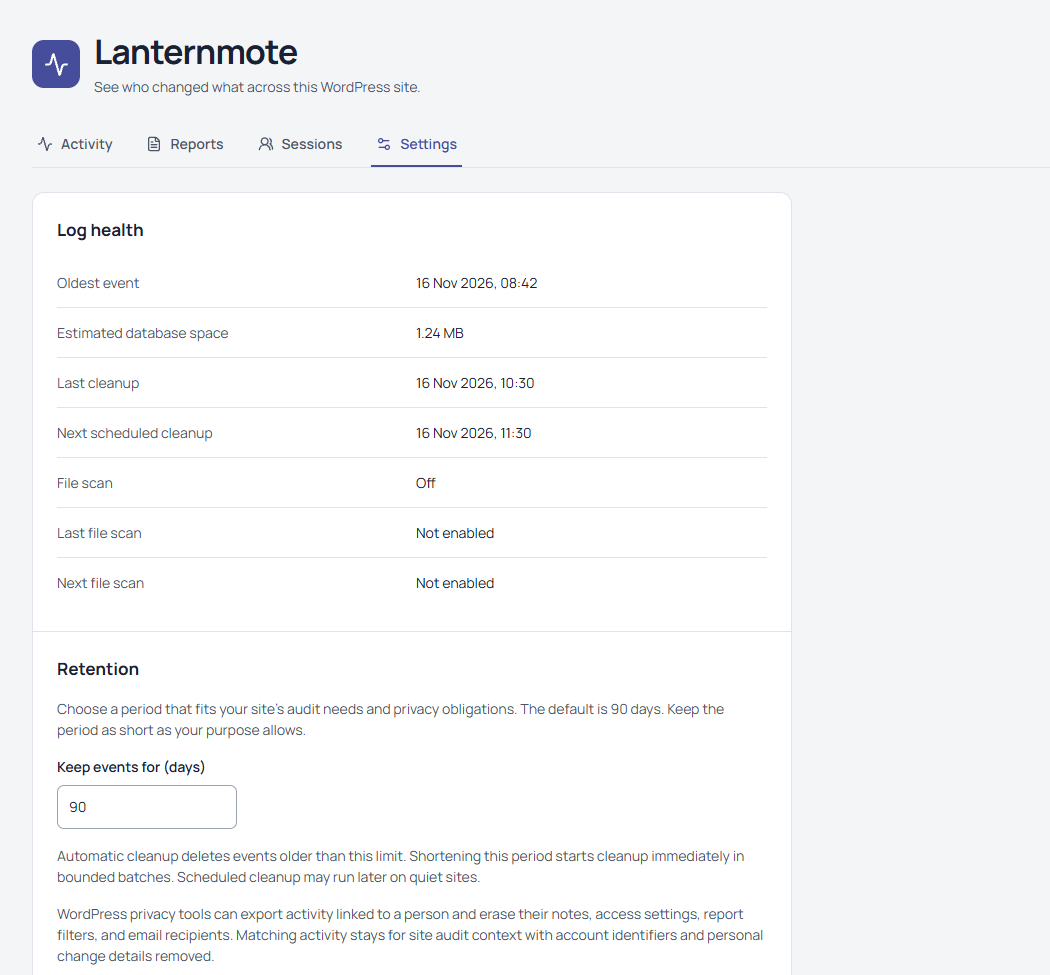 Lanternmote
See who changed what across this WordPress site.
Activity
Reports
Sessions
Settings
Log health
Oldest event
16 Nov 2026, 08:42
Estimated database space
1.24 MB
Last cleanup
16 Nov 2026, 10:30
Next scheduled cleanup
16 Nov 2026, 11:30
File scan
Off
Last file scan
Not enabled
Next file scan
Not enabled
Retention
Choose a period that fits your site's audit needs and privacy obligations. The default is 90 days. Keep the
period as short as your purpose allows.
Keep events for (days)
90
Automatic cleanup deletes events older than this limit. Shortening this period starts cleanup immediately in
bounded batches. Scheduled cleanup may run later on quiet sites.
WordPress privacy tools can export activity linked to a person and erase their notes, access settings, report
filters, and email recipients. Matching activity stays for site audit context with account identifiers and personal
change details removed.